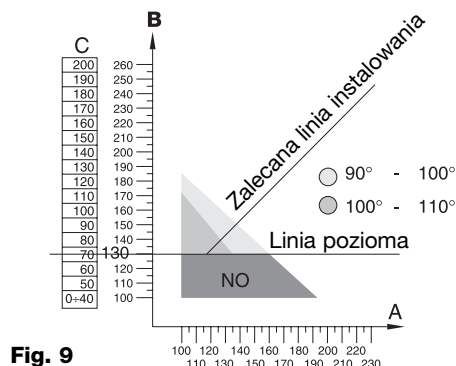 B
C
200 260
190 250
180 240
170 230
160 220
150 210
140 200
130 190
120 180
110 170
100 160
90 150
80 140
70 130
60 120
50 110
0÷40 100
Zalecana linia instalowania
90° - 100°
100° - 110°
Linia pozioma
NO
A
100 120 140 160 180 200 220
110 130 150 170 190 210 230
Fig. 9